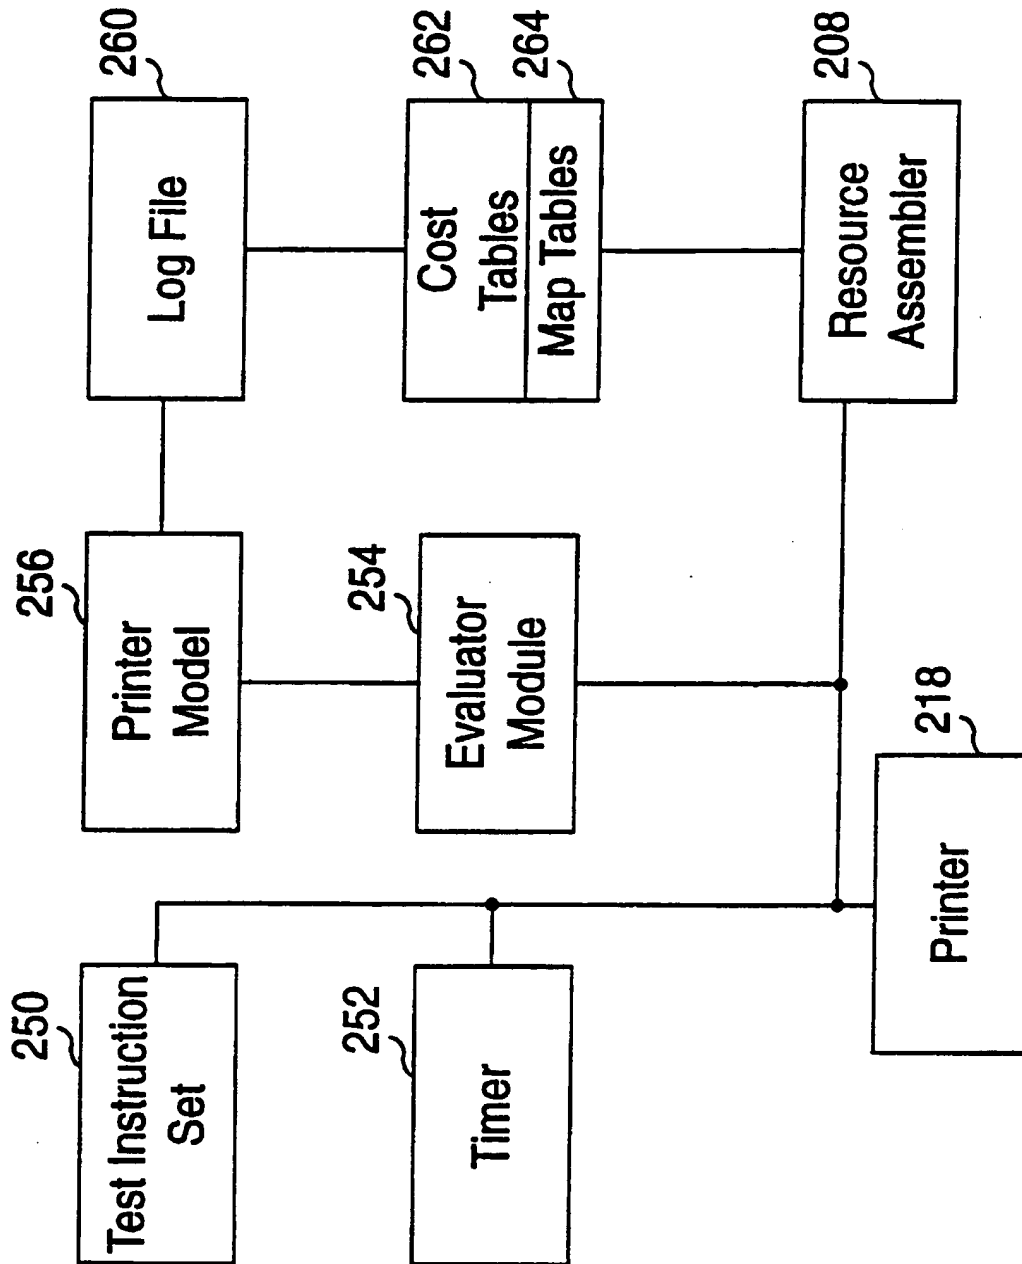 250
Test Instruction
Set
256
Printer
Model
260
Log File
252
Timer
254
Evaluator
Module
262
Cost
Tables
264
Map Tables
218
Printer
208
Resource
Assembler